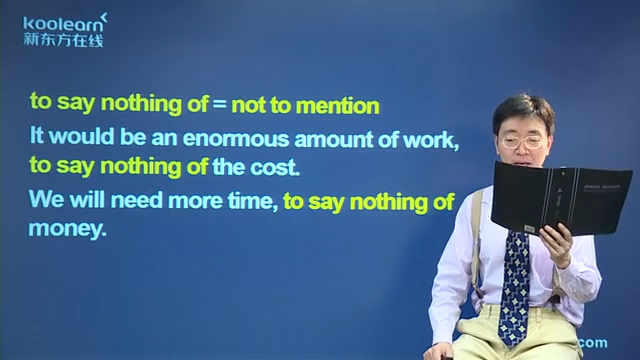 koolearn
新东方在线
to say nothing of = not to mention
It would be an enormous amount of work,
to say nothing of the cost.
We will need more time, to say nothing of
money.
.com